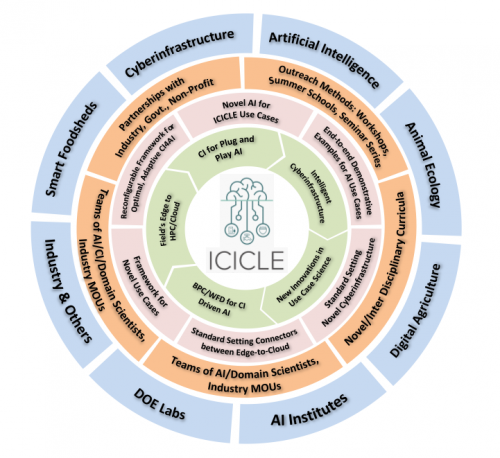 Cyberinfrastructure
Artificial Intelligence
Animal Ecology
Digital Agriculture
AI Institutes
DOE Labs
Industry & Others
Smart Foodsheds
Partnerships with
Industry, Govt., Non-Profit
Outreach Methods: Workshops,
Summer Schools, Seminar Series
Novel/Inter Disciplinary Curricula
Teams of AI/Domain Scientists,
Industry MOUs
Teams of AI/CI/Domain Scientists,
Industry MOUs
Novel AI for
ICICLE Use Cases
End-to-end Demonstrative
Examples for AI Use Cases
Standard Setting
Novel Cyberinfrastructure
Standard Setting Connectors
between Edge-to-Cloud
Framework for
Novel Use Cases
Reconfigurable Framework for
Optimal, Adaptive CI4AI
CI for Plug and
Play AI
Intelligent
Cyberinfrastructure
New Innovations in
Use Case Science
BPC/WFD for CI
Driven AI
Field's Edge to
HPC/Cloud
ICICLE